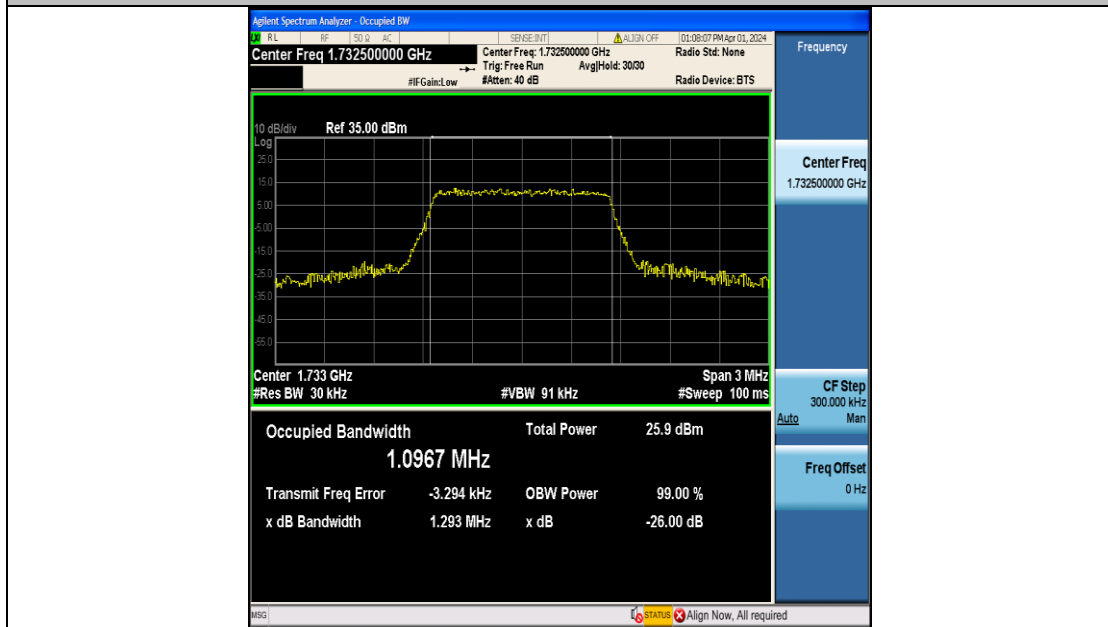 Agilent Spectrum Analyzer - Occupied BW
RL RF 50 Ω AC SENSE:INT ALIGN OFF 01:08:07 PM Apr 01, 2024
Center Freq 1.732500000 GHz
Center Freq: 1.732500000 GHz Radio Std: None
Trig: Free Run Avg|Hold: 30/30
#IFGain:Low #Atten: 40 dB Radio Device: BTS
Frequency
10 dB/div Ref 35.00 dBm
Log
25.0
15.0
5.00
-5.00
-15.0
-25.0
-35.0
-45.0
-55.0
Center 1.733 GHz Span 3 MHz
#Res BW 30 kHz #VBW 91 kHz #Sweep 100 ms
Occupied Bandwidth Total Power 25.9 dBm
1.0967 MHz
Transmit Freq Error -3.294 kHz OBW Power 99.00 %
x dB Bandwidth 1.293 MHz x dB -26.00 dB
Center Freq
1.732500000 GHz
CF Step
300.000 kHz
Auto Man
Freq Offset
0 Hz
MSG STATUS Align Now, All required